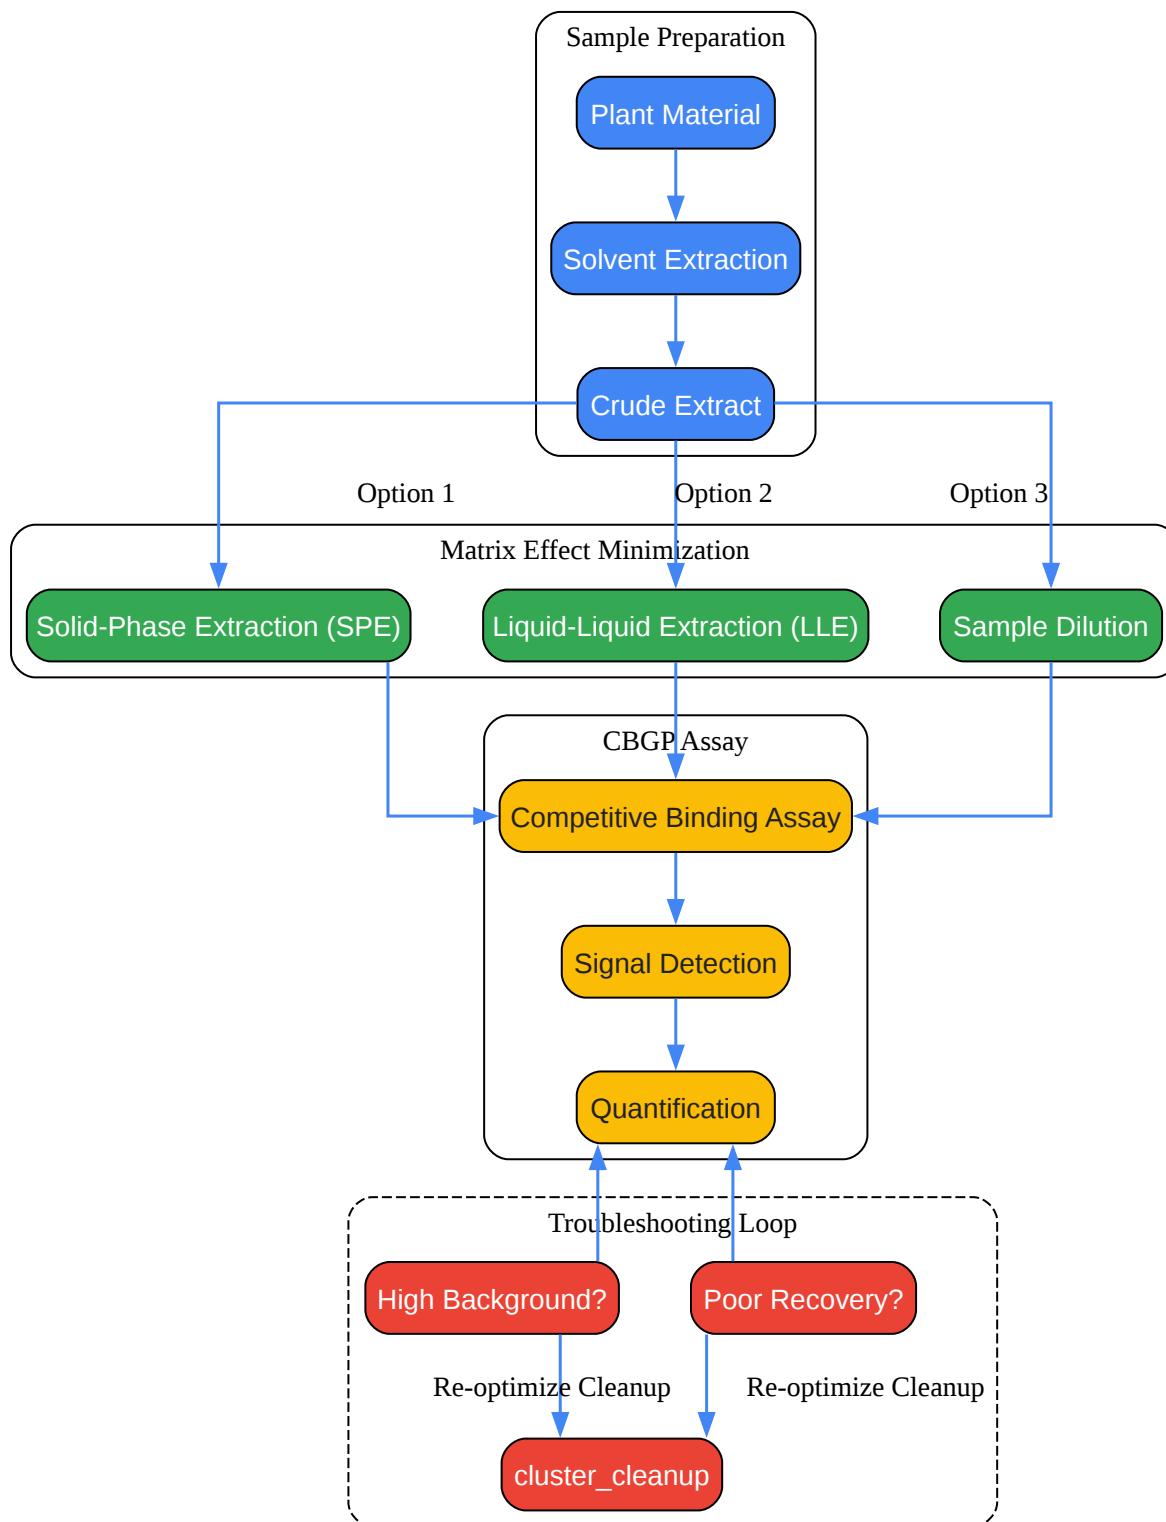 Sample Preparation
Plant Material
Solvent Extraction
Crude Extract
Option 1
Option 2
Option 3
Matrix Effect Minimization
Solid-Phase Extraction (SPE)
Liquid-Liquid Extraction (LLE)
Sample Dilution
CBGP Assay
Competitive Binding Assay
Signal Detection
Quantification
Troubleshooting Loop
High Background?
Poor Recovery?
Re-optimize Cleanup
Re-optimize Cleanup
cluster_cleanup